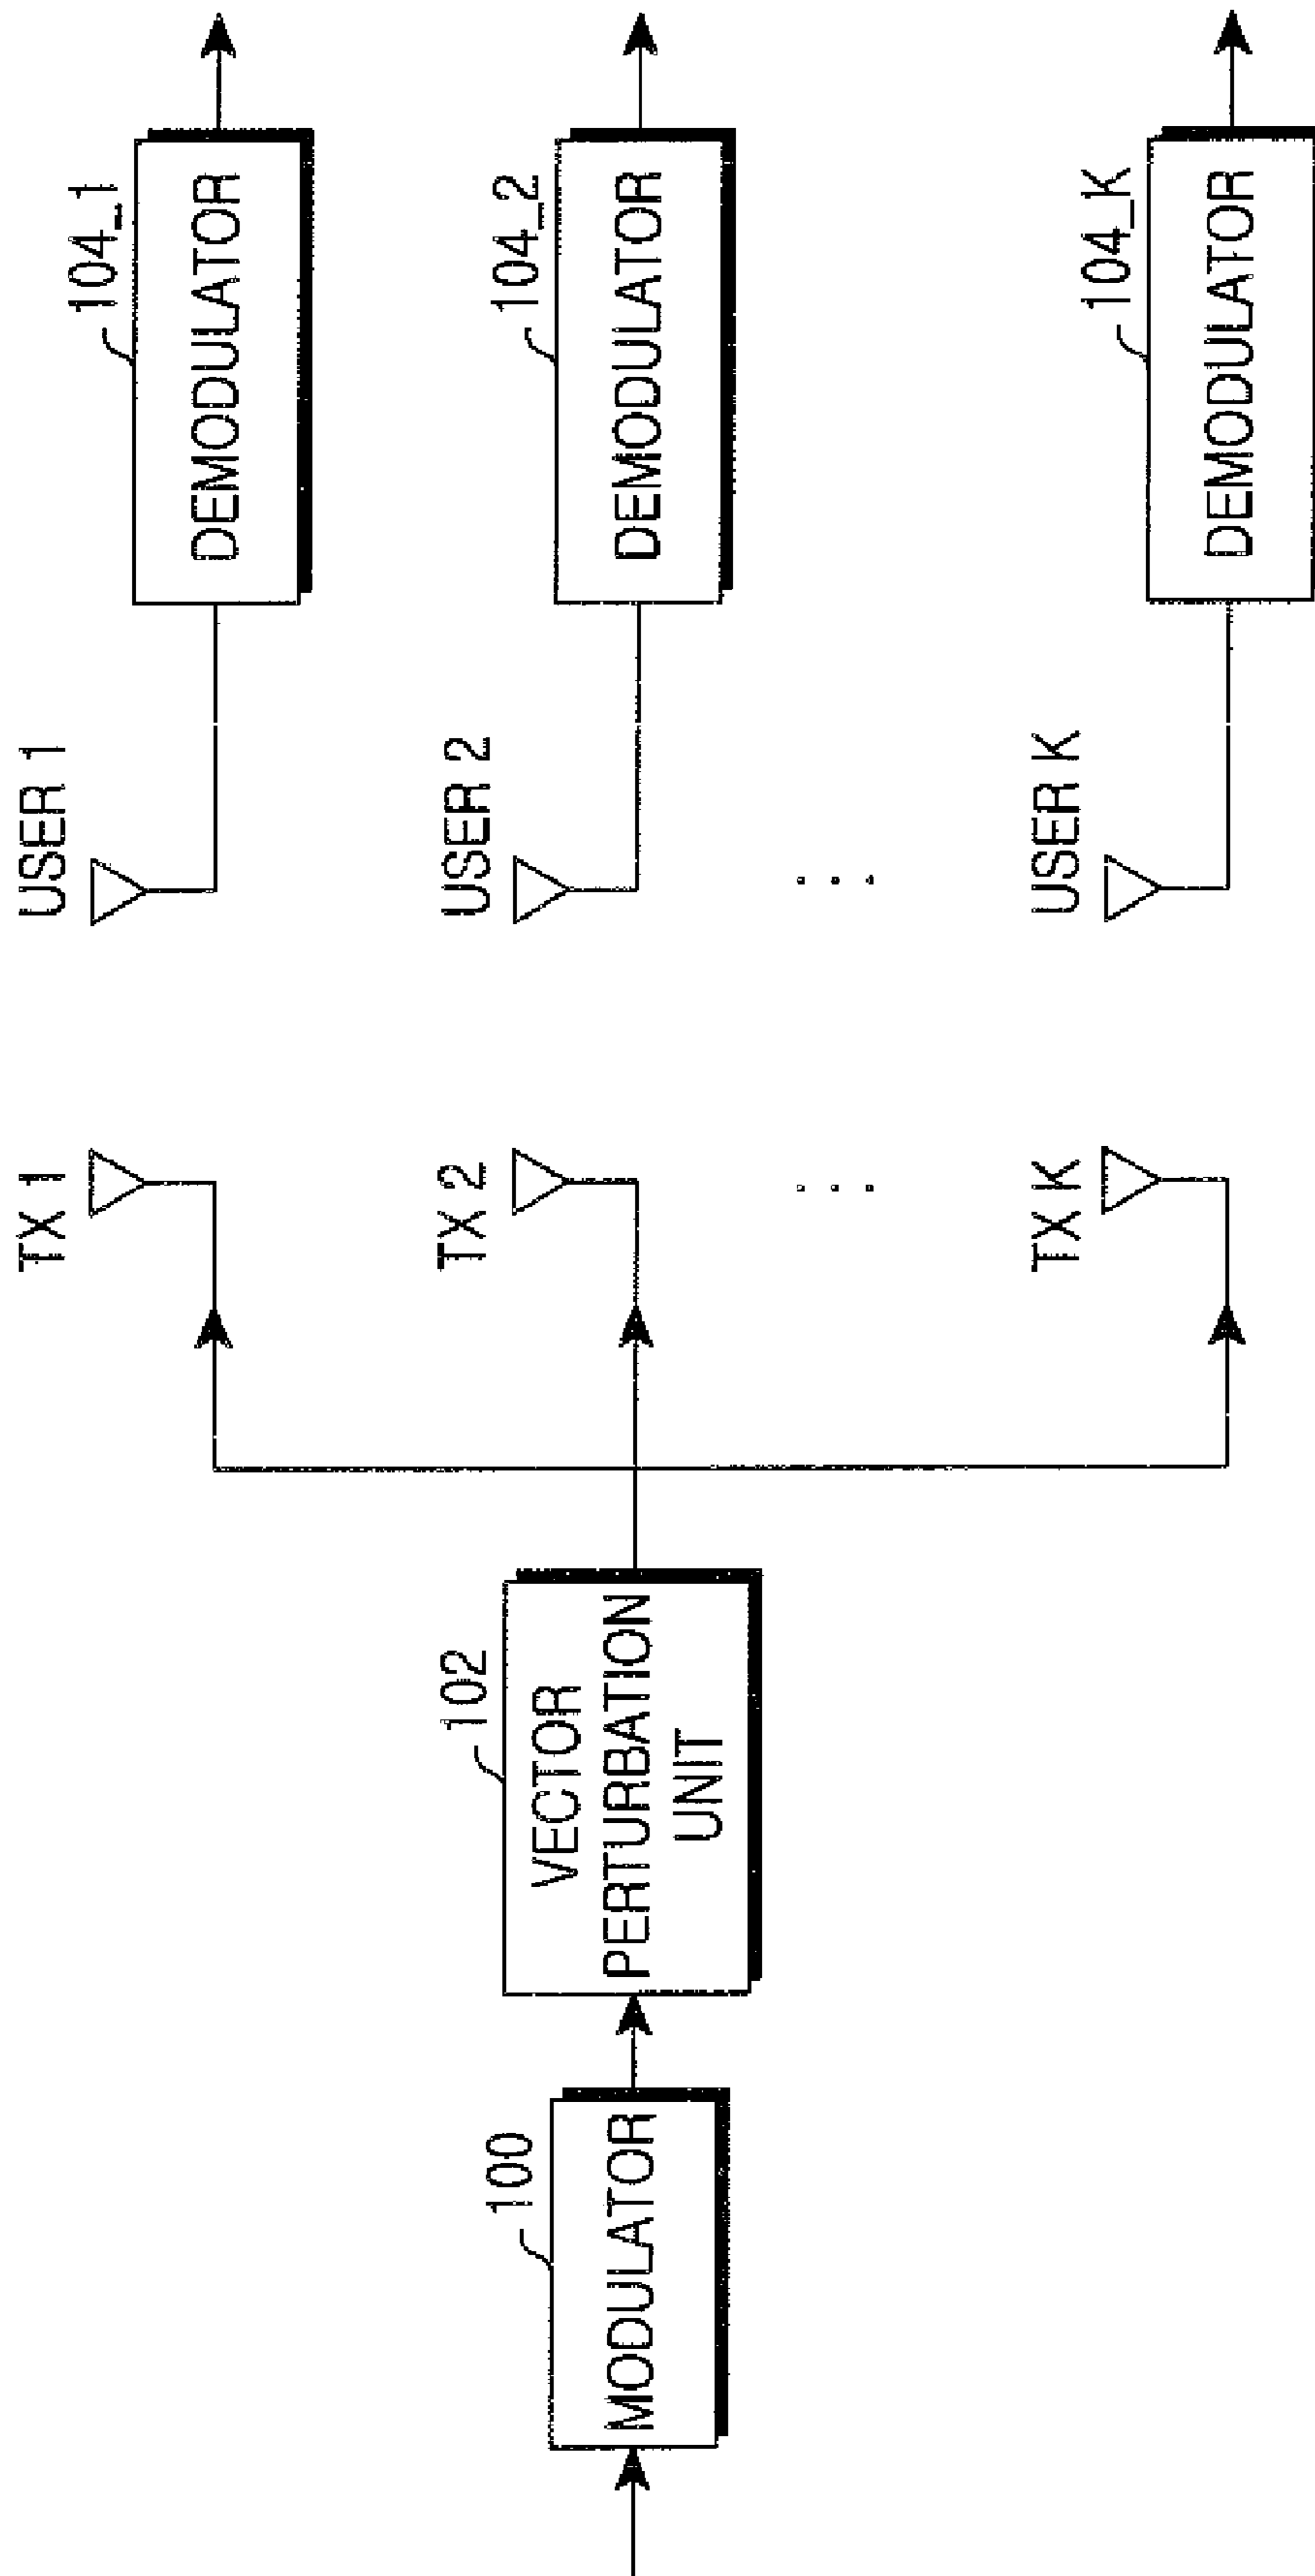 100
MODULATOR
102
VECTOR
PERTURBATION
UNIT
TX 1
TX 2
. . .
TX K
USER 1
USER 2
. . .
USER K
104_1
DEMODULATOR
104_2
DEMODULATOR
104_K
DEMODULATOR